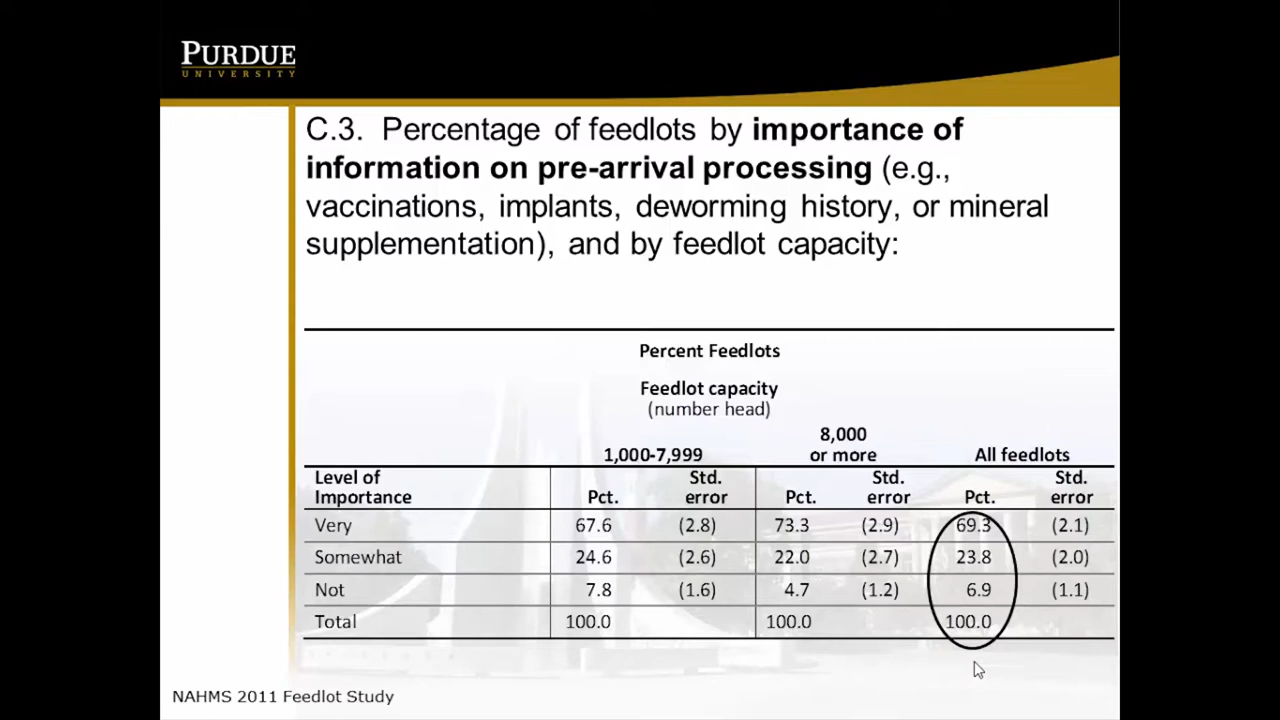 PURDUE
UNIVERSITY
C.3. Percentage of feedlots by importance of
information on pre-arrival processing (e.g.,
vaccinations, implants, deworming history, or mineral
supplementation), and by feedlot capacity:
Percent Feedlots
Feedlot capacity
(number head)
1,000-7,999 8,000 or more All feedlots
Level of Importance Pct. Std. error Pct. Std. error Pct. Std. error
Very 67.6 (2.8) 73.3 (2.9) 69.3 (2.1)
Somewhat 24.6 (2.6) 22.0 (2.7) 23.8 (2.0)
Not 7.8 (1.6) 4.7 (1.2) 6.9 (1.1)
Total 100.0 100.0 100.0
NAHMS 2011 Feedlot Study